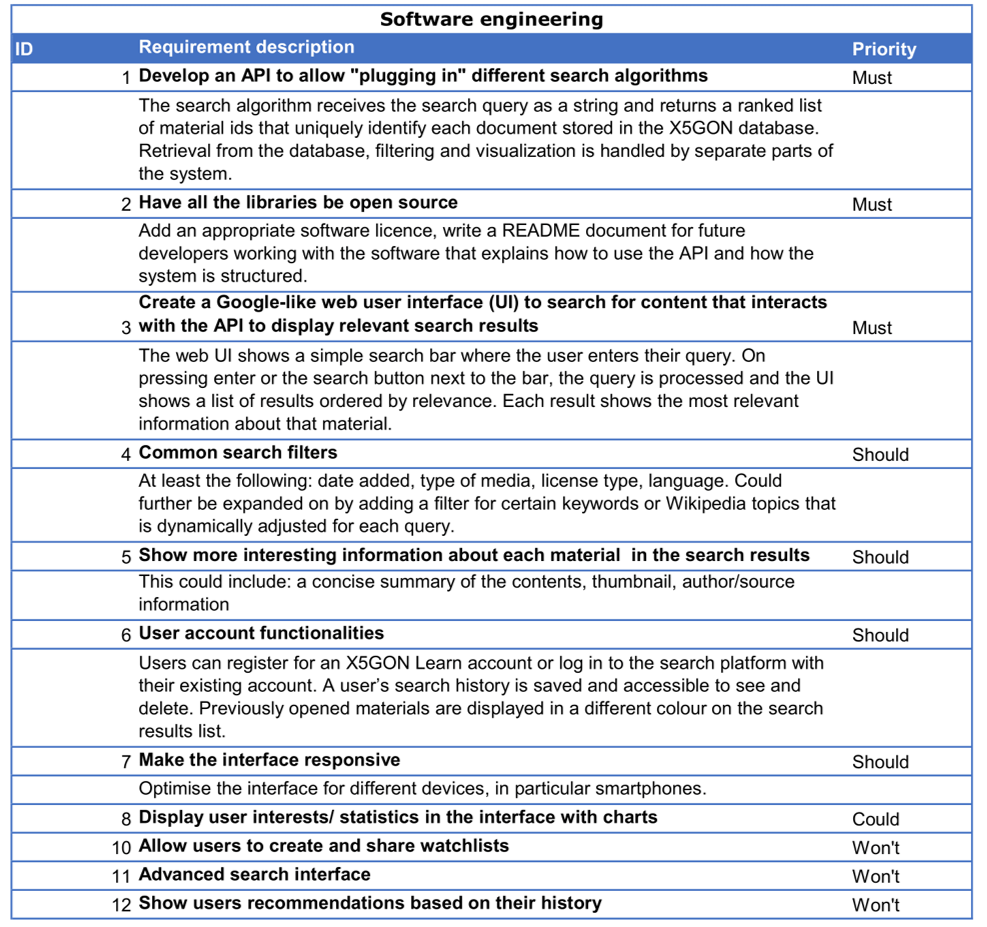 Software engineering
ID Requirement description Priority
1 Develop an API to allow "plugging in" different search algorithms Must
The search algorithm receives the search query as a string and returns a ranked list
of material ids that uniquely identify each document stored in the X5GON database.
Retrieval from the database, filtering and visualization is handled by separate parts of
the system.
2 Have all the libraries be open source Must
Add an appropriate software licence, write a README document for future
developers working with the software that explains how to use the API and how the
system is structured.
Create a Google-like web user interface (UI) to search for content that interacts
3 with the API to display relevant search results Must
The web UI shows a simple search bar where the user enters their query. On
pressing enter or the search button next to the bar, the query is processed and the UI
shows a list of results ordered by relevance. Each result shows the most relevant
information about that material.
4 Common search filters Should
At least the following: date added, type of media, license type, language. Could
further be expanded on by adding a filter for certain keywords or Wikipedia topics that
is dynamically adjusted for each query.
5 Show more interesting information about each material in the search results Should
This could include: a concise summary of the contents, thumbnail, author/source
information
6 User account functionalities Should
Users can register for an X5GON Learn account or log in to the search platform with
their existing account. A user's search history is saved and accessible to see and
delete. Previously opened materials are displayed in a different colour on the search
results list.
7 Make the interface responsive Should
Optimise the interface for different devices, in particular smartphones.
8 Display user interests/ statistics in the interface with charts Could
10 Allow users to create and share watchlists Won't
11 Advanced search interface Won't
12 Show users recommendations based on their history Won't